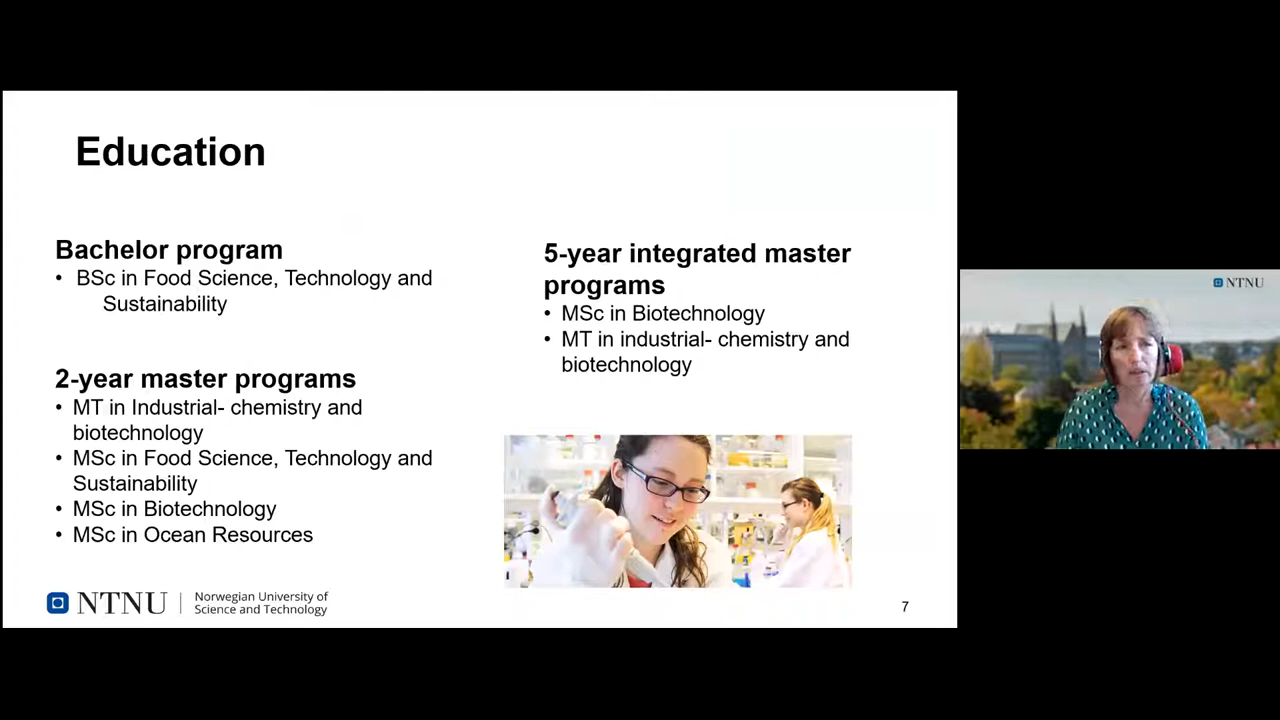 Education
Bachelor program
• BSc in Food Science, Technology and
Sustainability
2-year master programs
• MT in Industrial- chemistry and
biotechnology
• MSc in Food Science, Technology and
Sustainability
• MSc in Biotechnology
• MSc in Ocean Resources
5-year integrated master
programs
• MSc in Biotechnology
• MT in industrial- chemistry and
biotechnology
NTNU
Norwegian University of
Science and Technology
7
NTNU